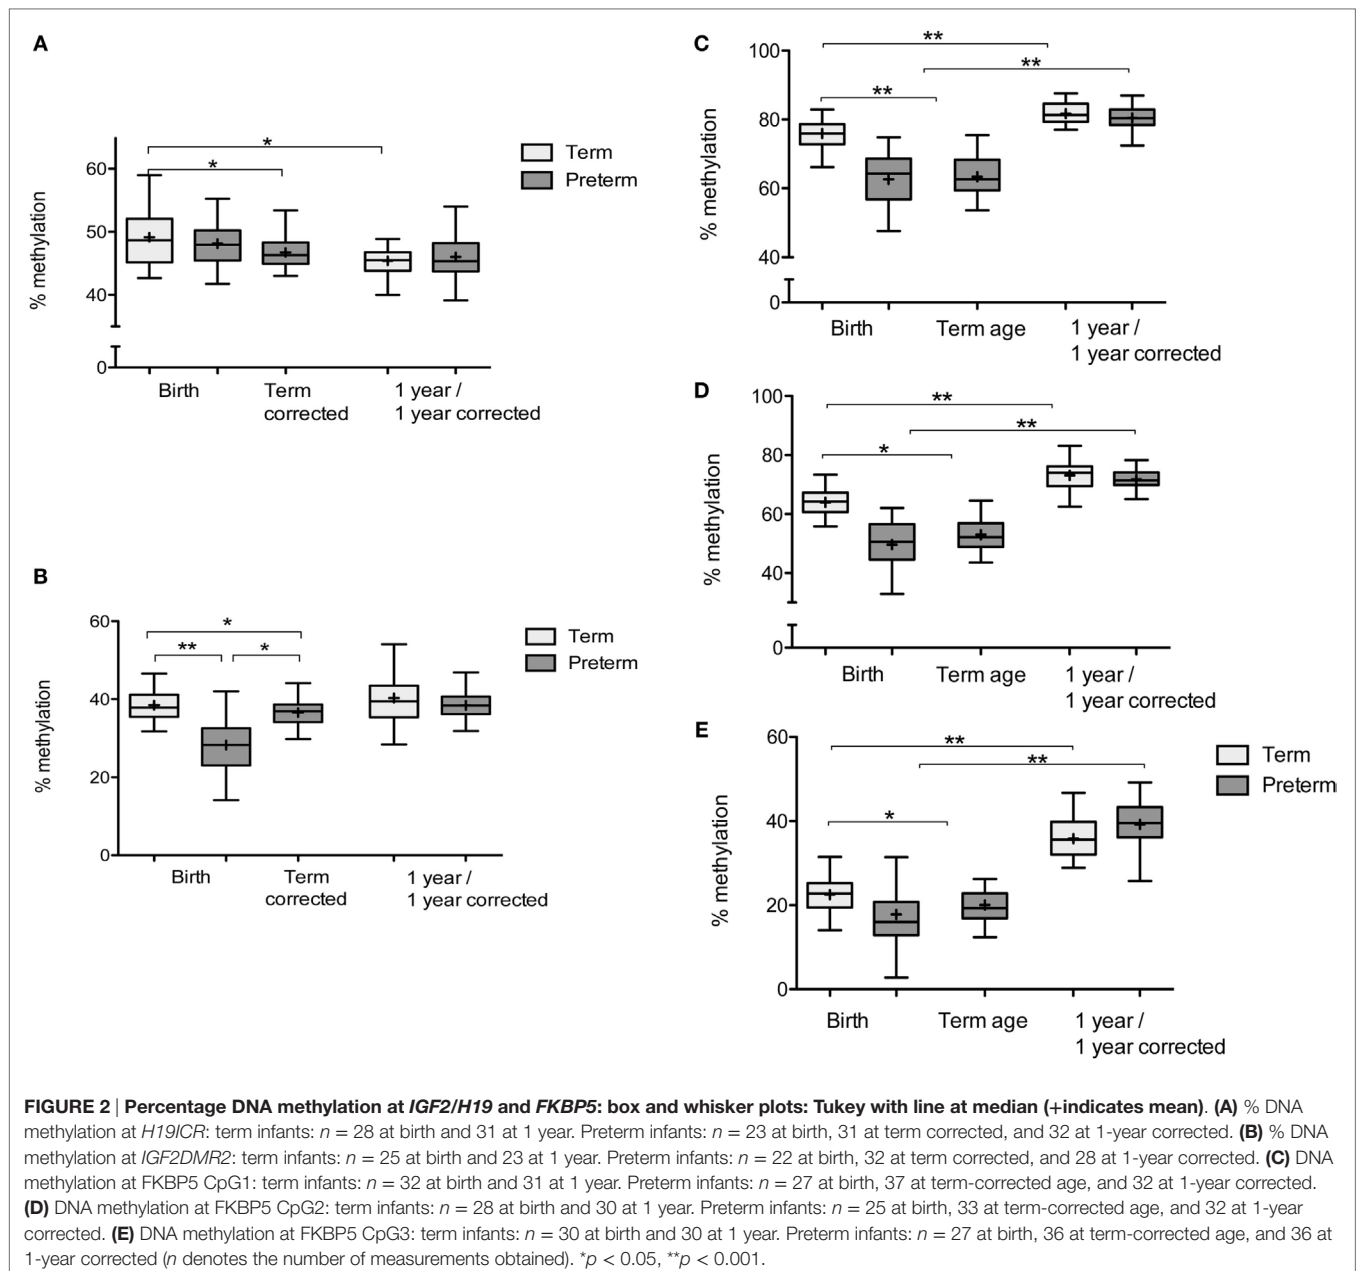 A
% methylation
60
50
40
0
*
*
Term
Preterm
Birth
Term
corrected
1 year /
1 year corrected
B
% methylation
60
40
20
0
*
**
*
Term
Preterm
Birth
Term
corrected
1 year /
1 year corrected
C
% methylation
100
80
60
40
0
**
**
**
Birth
Term age
1 year /
1 year corrected
D
% methylation
100
80
60
40
0
**
**
*
Birth
Term age
1 year /
1 year corrected
E
% methylation
60
40
20
0
**
**
*
Term
Preterm
Birth
Term age
1 year /
1 year corrected
FIGURE 2 | Percentage DNA methylation at IGF2/H19 and FKBP5: box and whisker plots: Tukey with line at median (+indicates mean). (A) % DNA
methylation at H19ICR: term infants: n = 28 at birth and 31 at 1 year. Preterm infants: n = 23 at birth, 31 at term corrected, and 32 at 1-year corrected. (B) % DNA
methylation at IGF2DMR2: term infants: n = 25 at birth and 23 at 1 year. Preterm infants: n = 22 at birth, 32 at term corrected, and 28 at 1-year corrected. (C) DNA
methylation at FKBP5 CpG1: term infants: n = 32 at birth and 31 at 1 year. Preterm infants: n = 27 at birth, 37 at term-corrected age, and 32 at 1-year corrected.
(D) DNA methylation at FKBP5 CpG2: term infants: n = 28 at birth and 30 at 1 year. Preterm infants: n = 25 at birth, 33 at term-corrected age, and 32 at 1-year
corrected. (E) DNA methylation at FKBP5 CpG3: term infants: n = 30 at birth and 30 at 1 year. Preterm infants: n = 27 at birth, 36 at term-corrected age, and 36 at
1-year corrected (n denotes the number of measurements obtained). *p < 0.05, **p < 0.001.